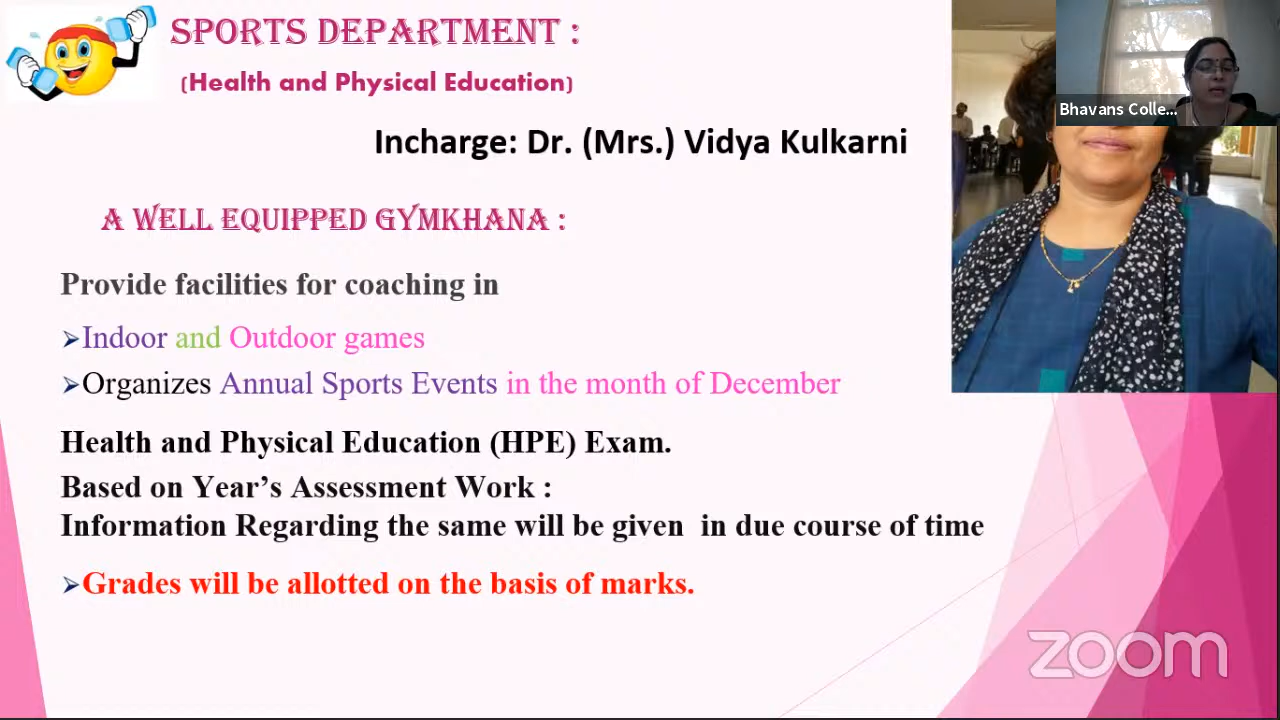 SPORTS DEPARTMENT :
(Health and Physical Education)
Bhavans Colle...
Incharge: Dr. (Mrs.) Vidya Kulkarni
A WELL EQUIPPED GYMKHANA :
Provide facilities for coaching in
➢Indoor and Outdoor games
➢Organizes Annual Sports Events in the month of December
Health and Physical Education (HPE) Exam.
Based on Year’s Assessment Work :
Information Regarding the same will be given in due course of time
➢Grades will be allotted on the basis of marks.
zoom